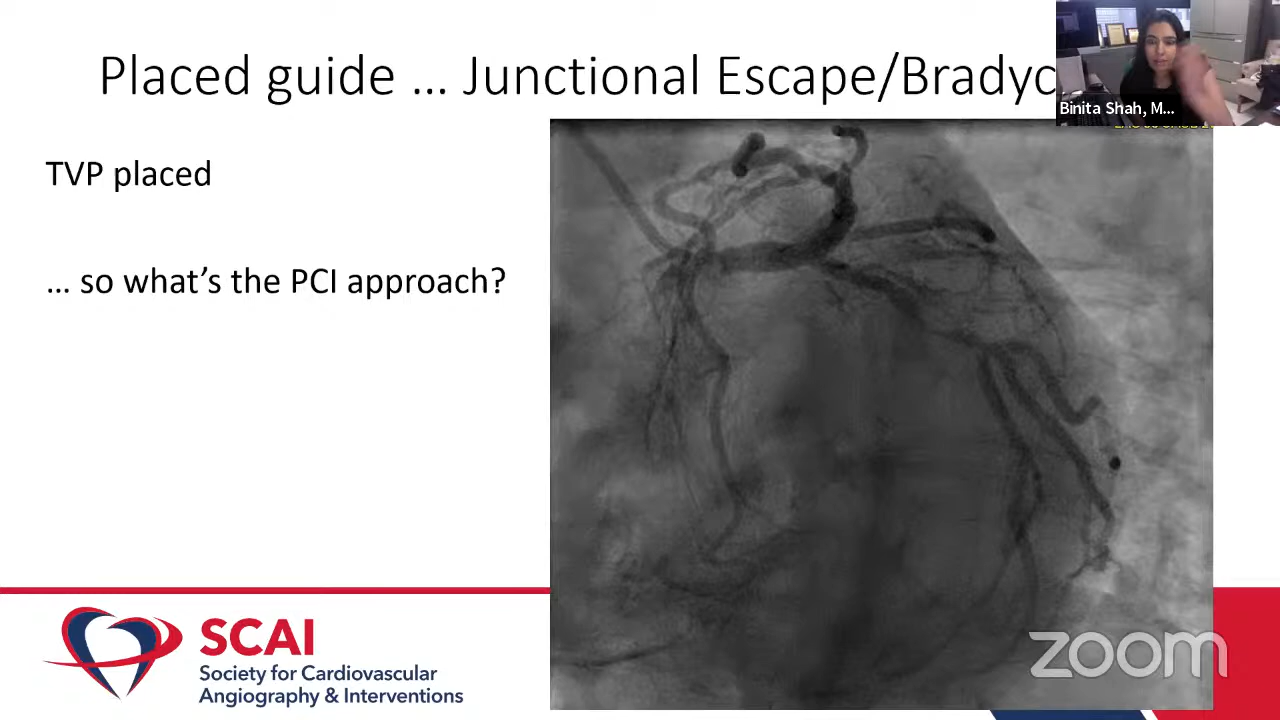 Placed guide … Junctional Escape/Bradyc
Binita Shah, M...
TVP placed
… so what’s the PCI approach?
SCAI
Society for Cardiovascular
Angiography & Interventions
zoom